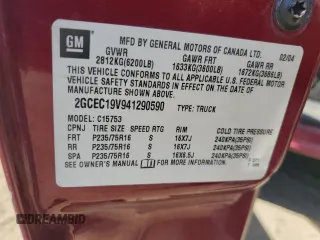 GM
MFD BY GENERAL MOTORS OF CANADA LTD. 02/04
GVWR GAWR FRT GAWR RR
2812KG(6200LB) 1633KG(3600LB) 1672KG(3686LB)
THIS VEHICLE CONFORMS TO ALL APPLICABLE U.S. FEDERAL MOTOR
VEHICLE SAFETY STANDARDS IN EFFECT ON THE DATE OF
MANUFACTURE SHOWN ABOVE.
2GCEC19V941290590 TYPE: TRUCK
MODEL: C15753
CPNJ TIRE SIZE SPEED RTG RIM COLD TIRE PRESSURE
FRT P235/75R16 S 16X7J 240KPA(35PSI)
RR P235/75R16 S 16X7J 240KPA(35PSI)
SPA P235/75R16 S 16X6.5J 240KPA(35PSI)
SEE OWNER'S MANUAL FOR ADDITIONAL INFORMATION.
DREAMBID